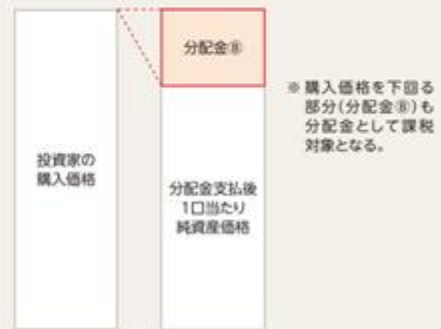 分配金Ⓑ
※購入価格を下回る
部分(分配金Ⓑ)も
分配金として課税
対象となる。
投資家の
購入価格
分配金支払後
1口当たり
純資産価格